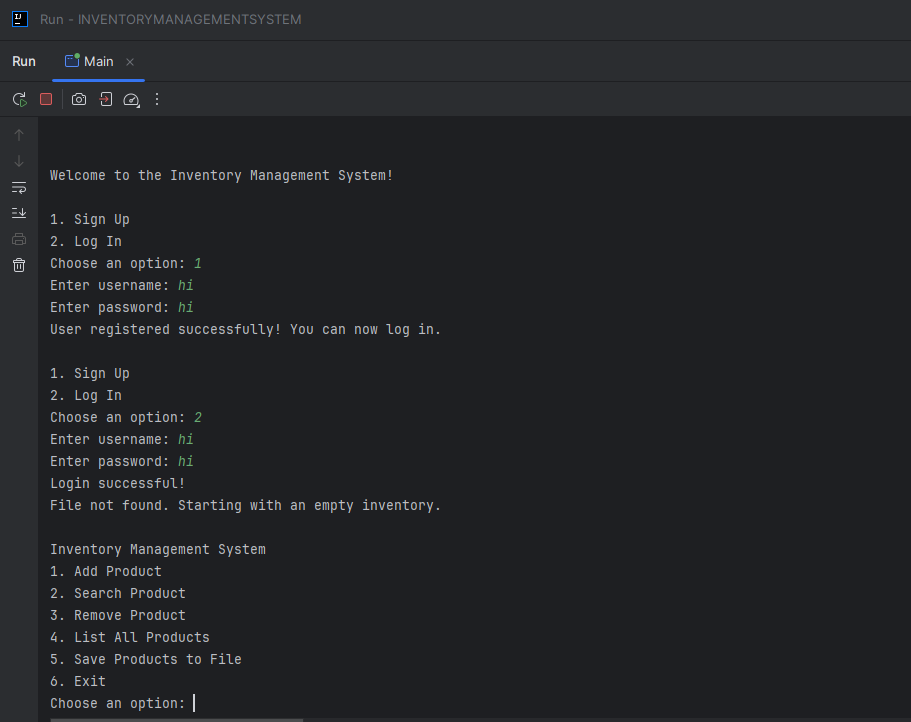 Run - INVENTORYMANAGEMENTSYSTEM
Run Main
Welcome to the Inventory Management System!
1. Sign Up
2. Log In
Choose an option: 1
Enter username: hi
Enter password: hi
User registered successfully! You can now log in.
1. Sign Up
2. Log In
Choose an option: 2
Enter username: hi
Enter password: hi
Login successful!
File not found. Starting with an empty inventory.
Inventory Management System
1. Add Product
2. Search Product
3. Remove Product
4. List All Products
5. Save Products to File
6. Exit
Choose an option: